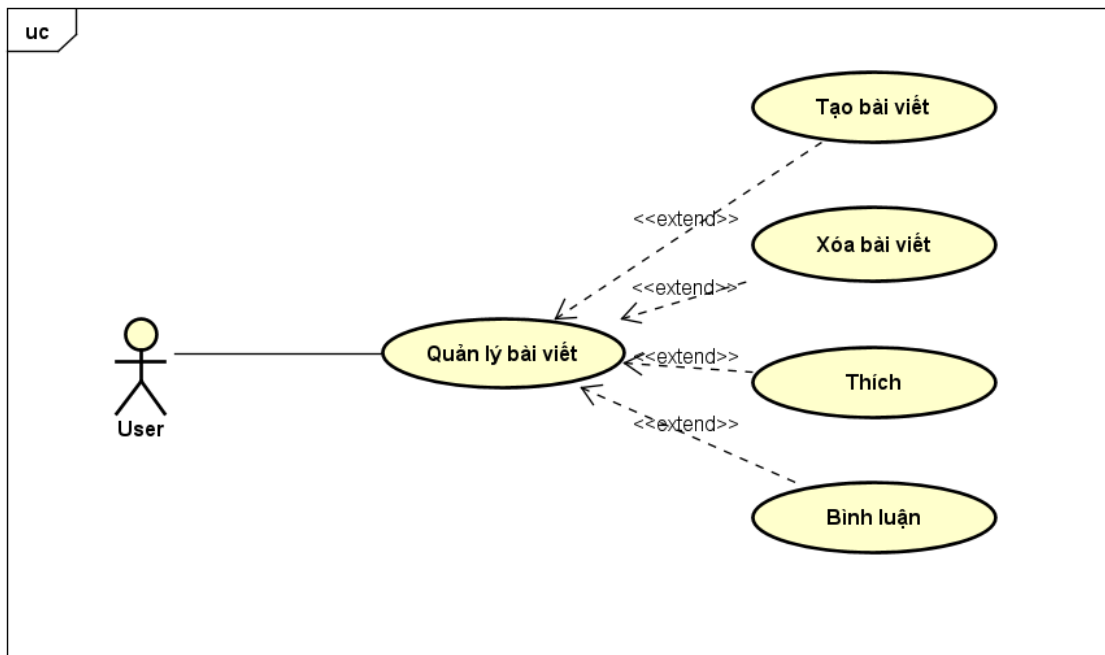 uc
Tạo bài viết
<<extend>>
Xóa bài viết
<<extend>>
Quản lý bài viết
<<extend>>
Thích
User
<<extend>>
Bình luận